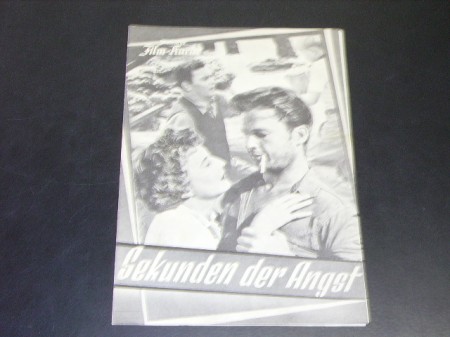 Film-Kurier
Sekunden der Angst